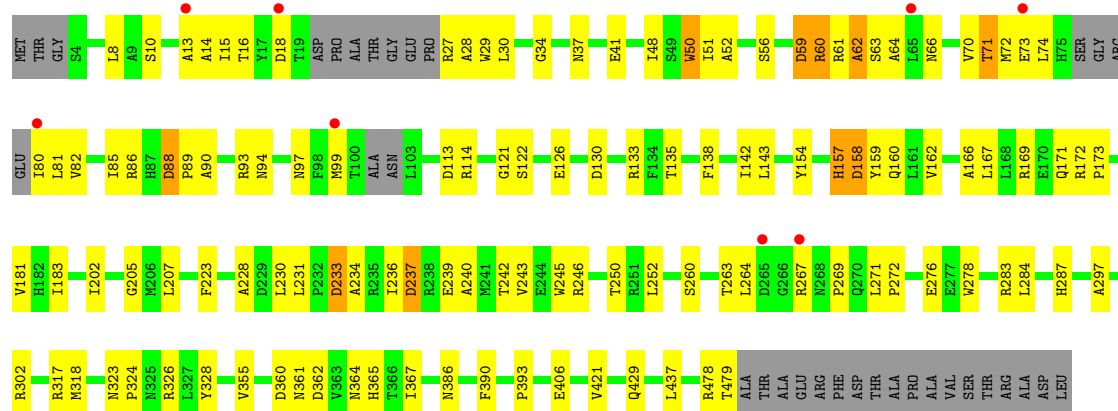 MET THR GLY S4 L8 A9 S10 A13 A14 I15 T16 Y17 D18 T19 ASP PRO ALA THR GLY GLU PRO R27 A28 W29 L30 G34 N37 E41 I48 S49 W50 I51 A52 S56 D59 R60 R61 A62 S63 A64 L65 N66 V70 T71 M72 E73 L74 H75 SER GLY ARG
GLU I80 L81 V82 I85 R86 H87 D88 P89 A90 R93 N94 N97 F98 M99 T100 ALA ASN L103 D113 R114 G121 S122 E126 D130 R133 F134 T135 F138 I142 L143 Y154 H157 D158 Y159 Q160 L161 V162 A166 L167 L168 R169 E170 Q171 R172 P173
V181 H182 I183 I202 G205 M206 L207 F223 A228 D229 L230 L231 P232 D233 A234 R235 I236 D237 R238 E239 A240 M241 T242 V243 E244 W245 R246 T250 R251 L252 S260 T263 L264 D265 G266 R267 N268 P269 Q270 L271 P272 E276 E277 W278 R283 L284 H287 A297
R302 R317 M318 N323 P324 N325 R326 L327 Y328 V355 D360 N361 D362 V363 N364 H365 T366 I367 N386 F390 P393 E406 V421 Q429 L437 R478 T479 ALA THR ALA GLU ARG PHE ASP THR ALA PRO ALA VAL SER THR ARG ALA ASP LEU